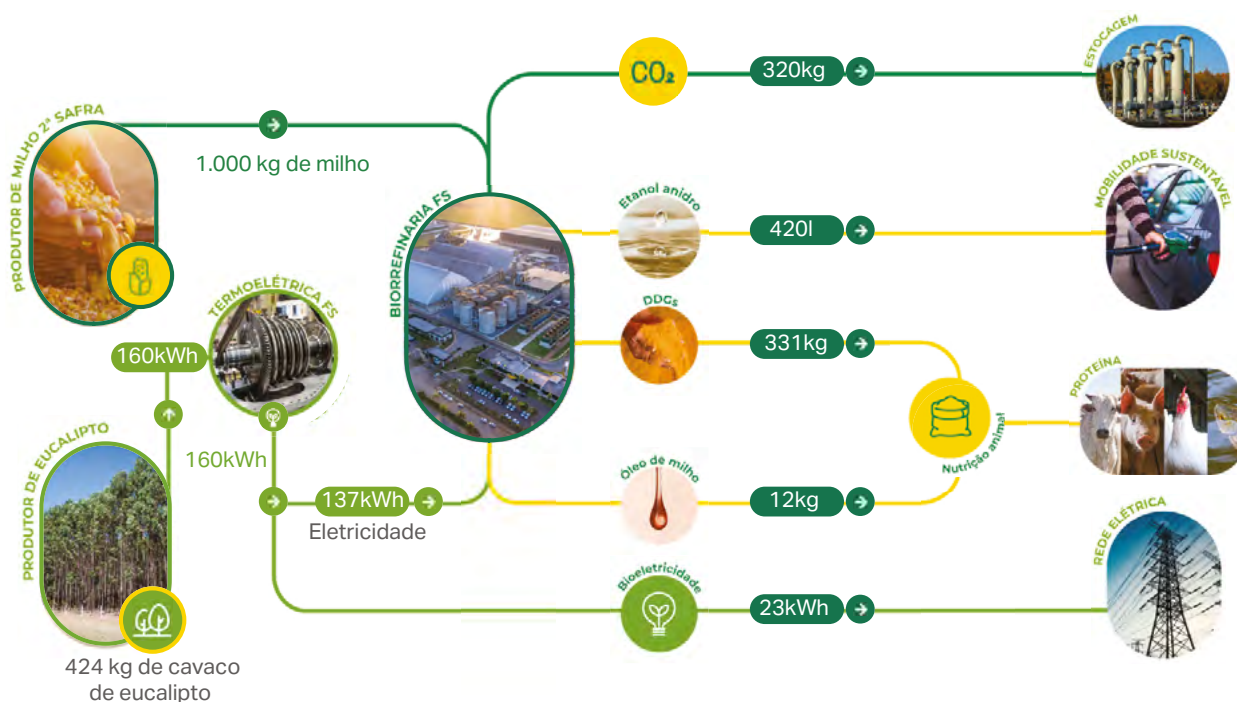 CO₂
320kg
ESTOCAGEM
PRODUTOR DE MILHO 2ª SAFRA
1.000 kg de milho
BIORREFINARIA FS
Etanol anidro
420l
MOBILIDADE SUSTENTÁVEL
TERMOELÉTRICA FS
160kWh
DDGs
331kg
Nutrição animal
PROTEÍNA
PRODUTOR DE EUCALIPTO
160kWh
137kWh
Eletricidade
Óleo de milho
12kg
REDE ELÉTRICA
Bioeletricidade
23kWh
424 kg de cavaco
de eucalipto